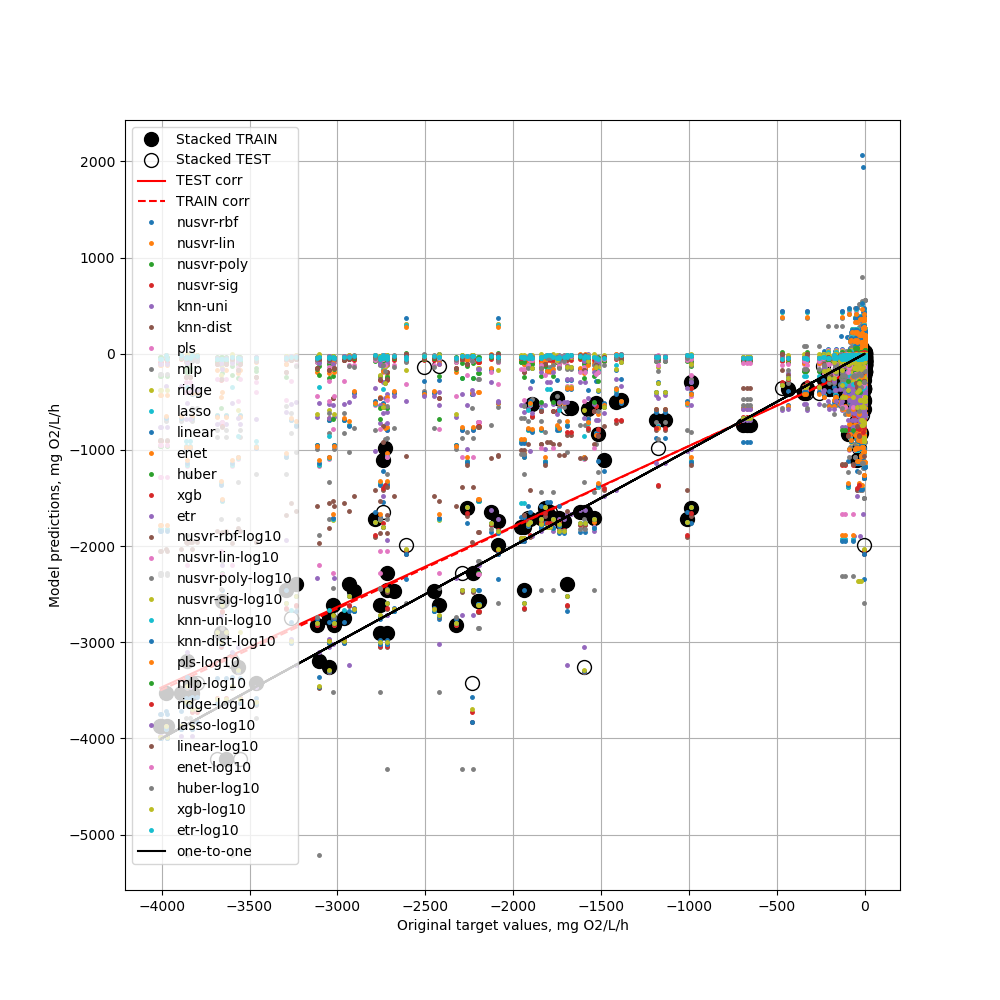 Stacked TRAIN
Stacked TEST
TEST corr
TRAIN corr
nusvr-rbf
nusvr-lin
nusvr-poly
nusvr-sig
knn-uni
knn-dist
pls
mlp
ridge
lasso
linear
enet
huber
xgb
etr
nusvr-rbf-log10
nusvr-lin-log10
nusvr-poly-log10
nusvr-sig-log10
knn-uni-log10
knn-dist-log10
pls-log10
mlp-log10
ridge-log10
lasso-log10
linear-log10
enet-log10
huber-log10
xgb-log10
etr-log10
one-to-one
2000
1000
0
−1000
−2000
−3000
−4000
−5000
Model predictions, mg O2/L/h
−4000 −3500 −3000 −2500 −2000 −1500 −1000 −500 0
Original target values, mg O2/L/h